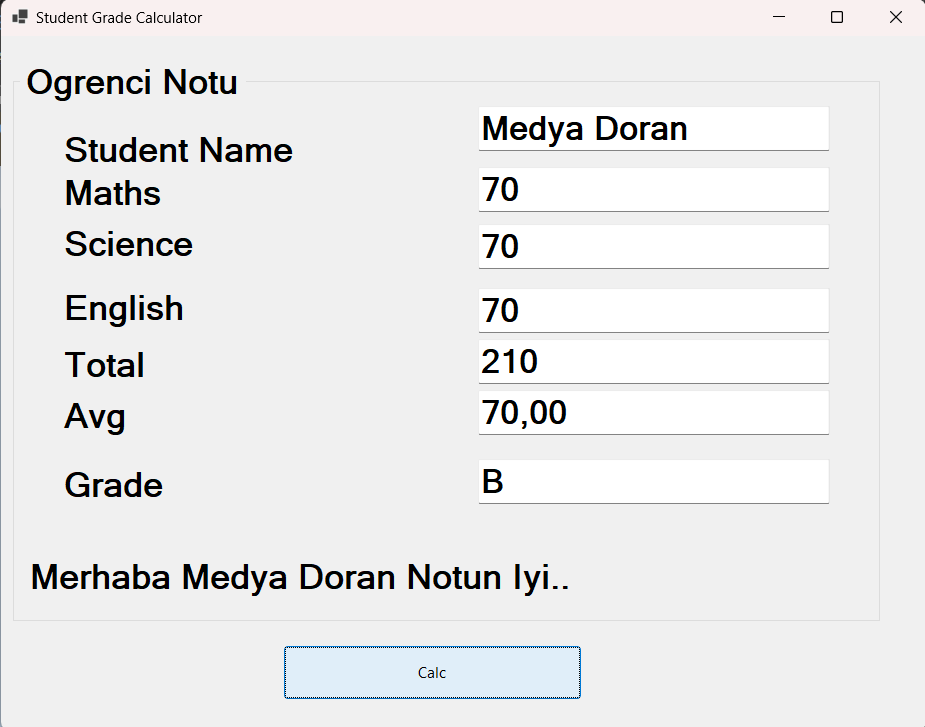 Student Grade Calculator
Ogrenci Notu
Student Name Medya Doran
Maths 70
Science 70
English 70
Total 210
Avg 70,00
Grade B
Merhaba Medya Doran Notun Iyi..
Calc